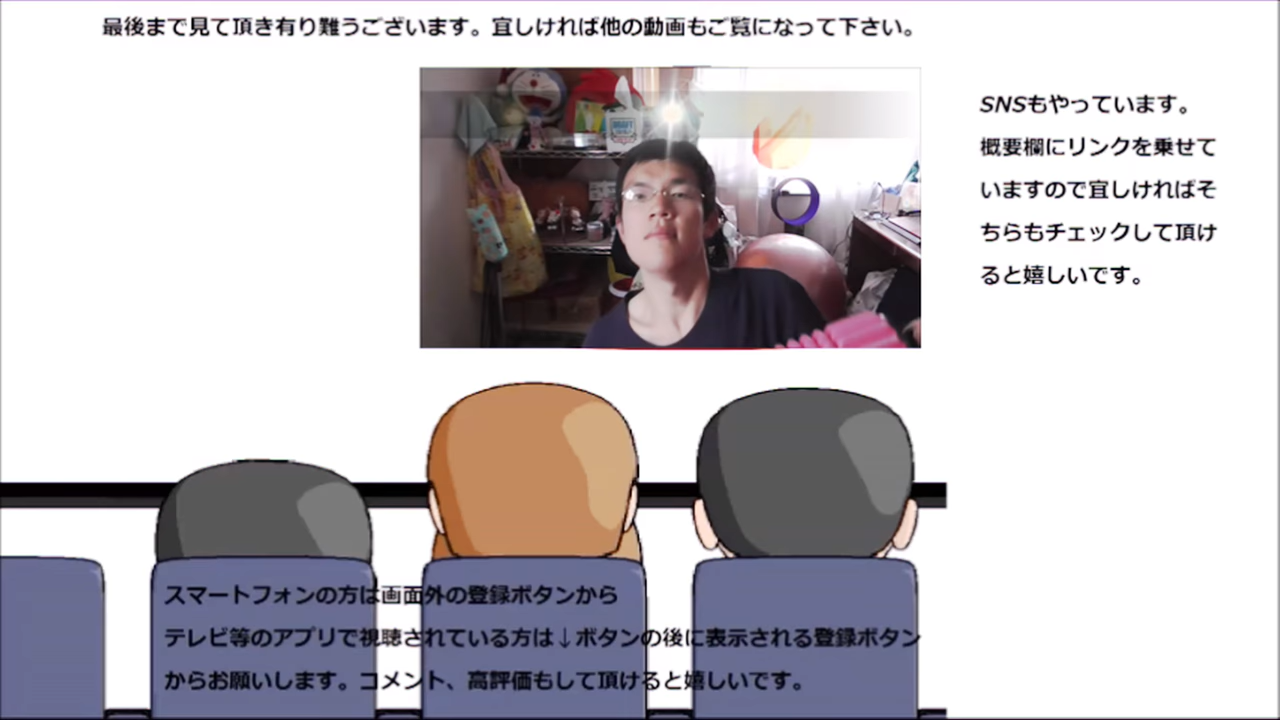 最後まで見て頂き有り難うございます。宜しければ他の動画もご覧になって下さい。
SNSもやっています。
概要欄にリンクを乗せて
いますので宜しければそ
ちらもチェックして頂け
ると嬉しいです。
スマートフォンの方は画面外の登録ボタンから
テレビ等のアプリで視聴されている方は↓ボタンの後に表示される登録ボタン
からお願いします。コメント、高評価もして頂けると嬉しいです。